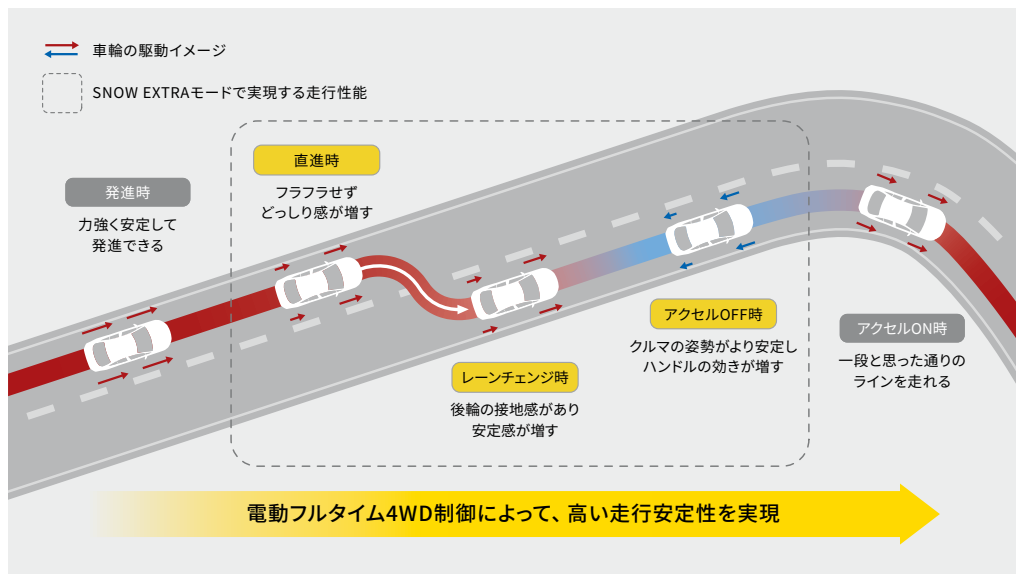 車輪の駆動イメージ
SNOW EXTRAモードで実現する走行性能
発進時
力強く安定して
発進できる
直進時
フラフラせず
どっしり感が増す
レーンチェンジ時
後輪の接地感があり
安定感が増す
アクセルOFF時
クルマの姿勢がより安定し
ハンドルの効きが増す
アクセルON時
一段と思った通りの
ラインを走れる
電動フルタイム4WD制御によって、高い走行安定性を実現